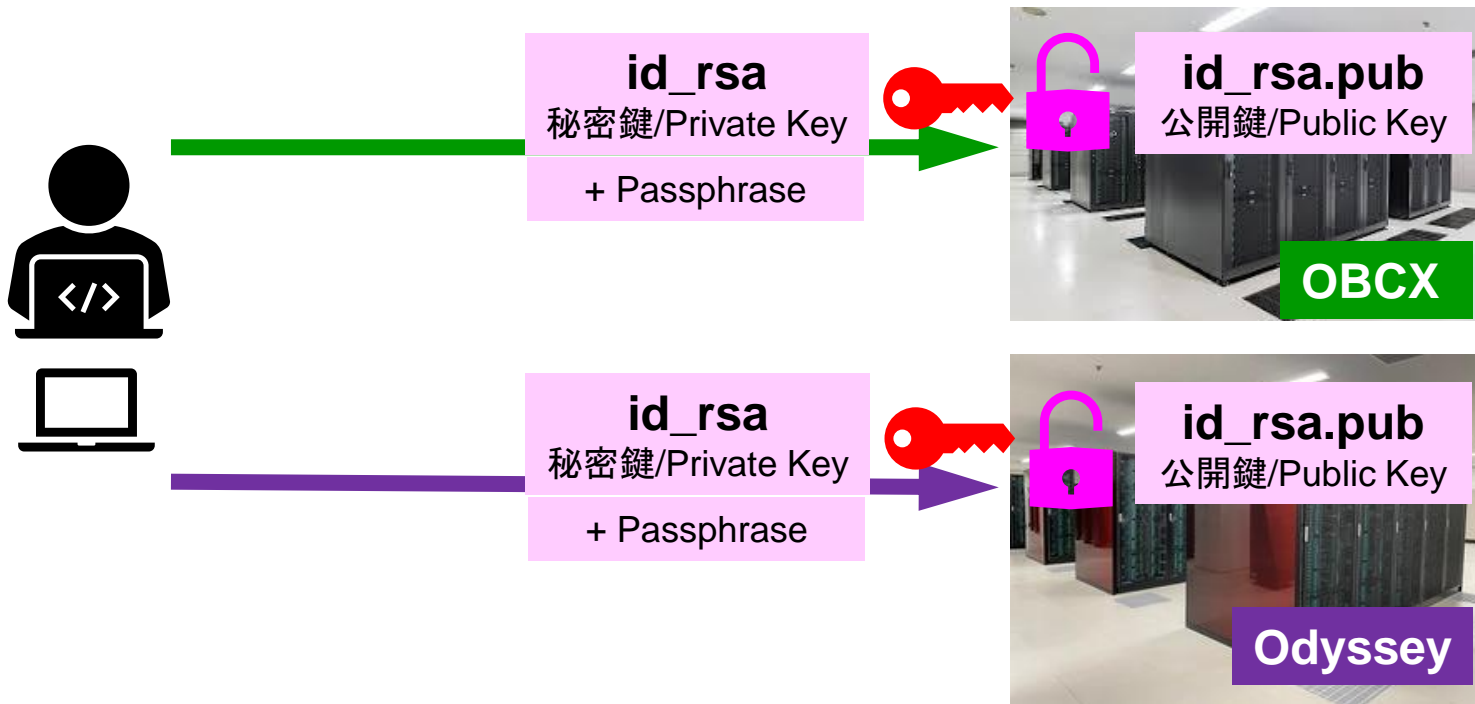 id_rsa
秘密鍵/Private Key
+ Passphrase
id_rsa.pub
公開鍵/Public Key
OBCX
</>
id_rsa
秘密鍵/Private Key
+ Passphrase
id_rsa.pub
公開鍵/Public Key
Odyssey